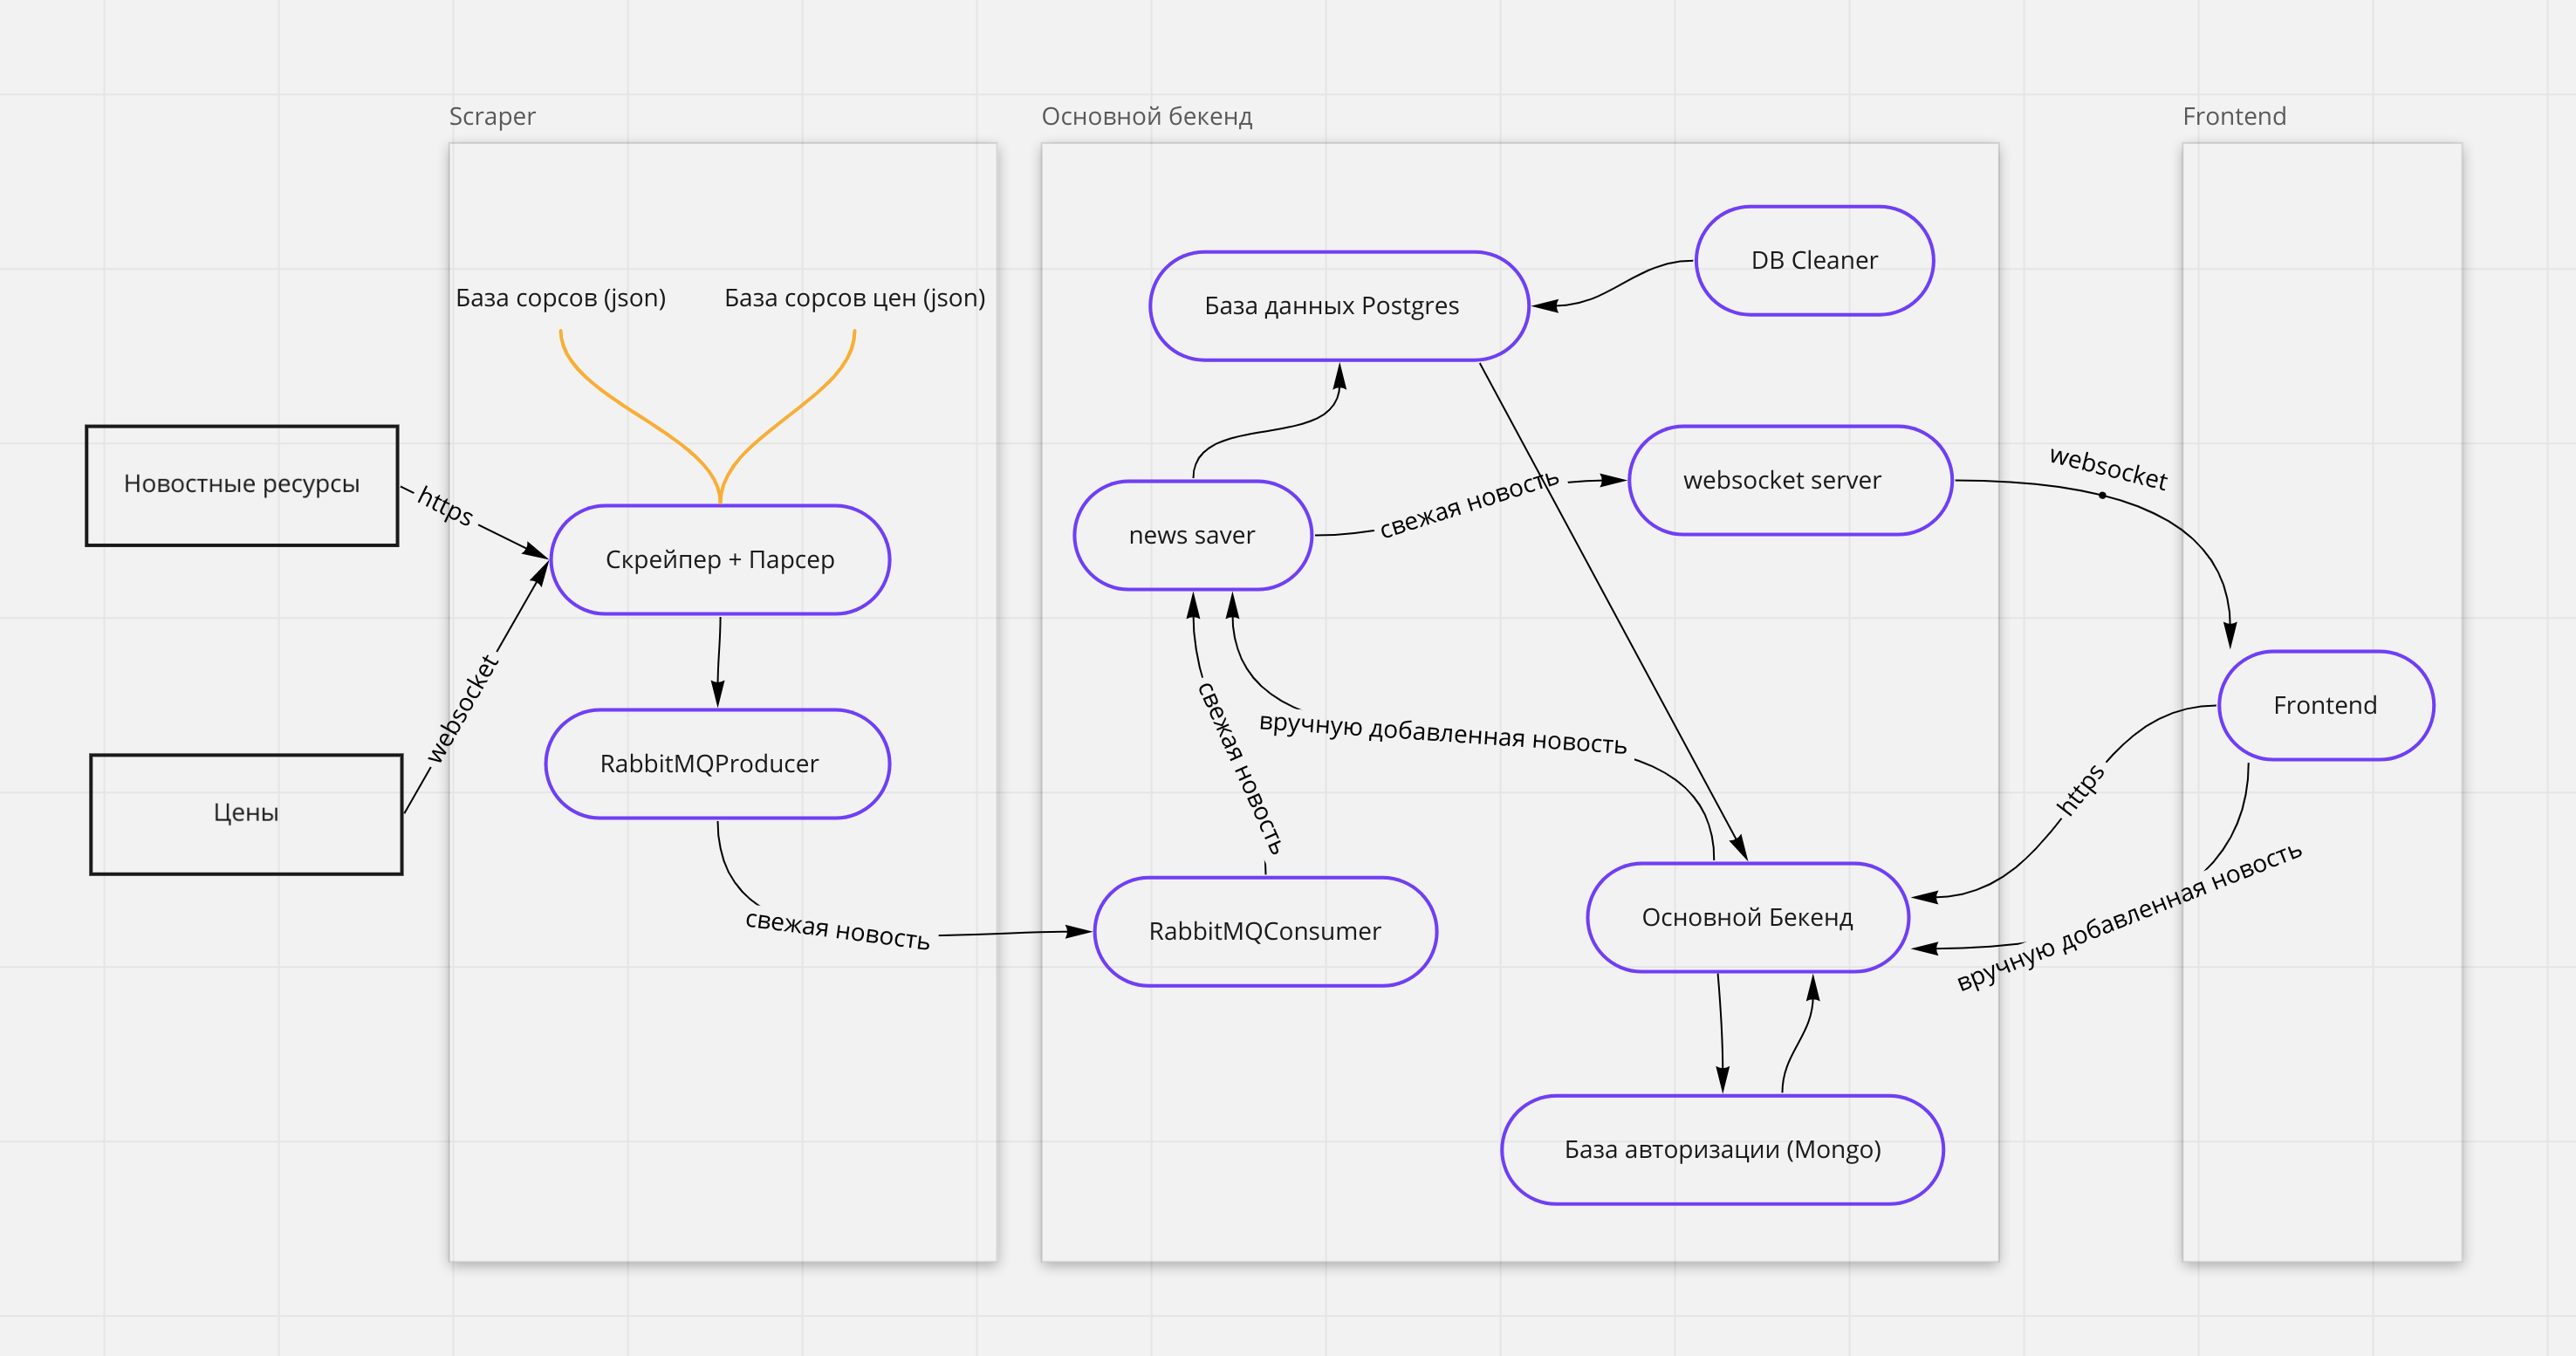 Scraper
Основной бекенд
Frontend
База сорсов (json)
База сорсов цен (json)
База данных Postgres
DB Cleaner
Новостные ресурсы
https
Скрейпер + Парсер
news saver
свежая новость
websocket server
websocket
websocket
Цены
RabbitMQProducer
свежая новость
свежая новость
вручную добавленная новость
Frontend
https
вручную добавленная новость
RabbitMQConsumer
Основной Бекенд
База авторизации (Mongo)